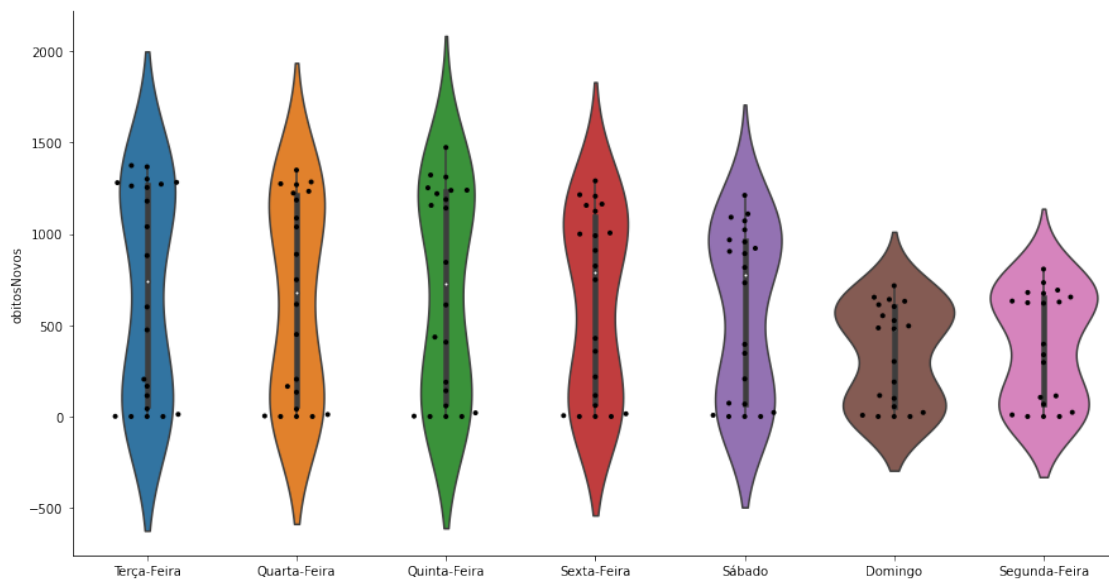 2000
1500
1000
500
0
−500
obitosNovos
Terça-Feira
Quarta-Feira
Quinta-Feira
Sexta-Feira
Sábado
Domingo
Segunda-Feira